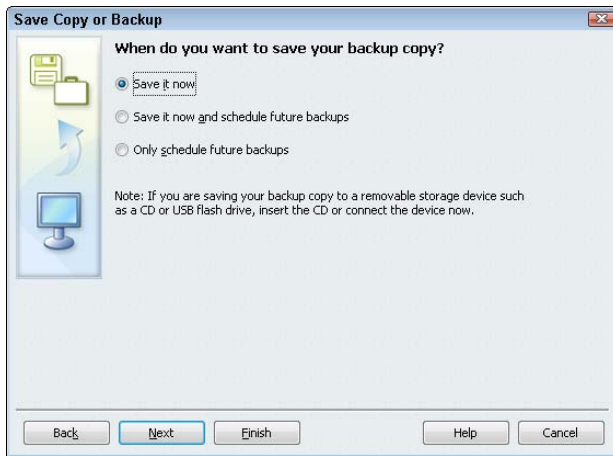 Save Copy or Backup
When do you want to save your backup copy?
Save it now
Save it now and schedule future backups
Only schedule future backups
Note: If you are saving your backup copy to a removable storage device such
as a CD or USB flash drive, insert the CD or connect the device now.
Back
Next
Finish
Help
Cancel